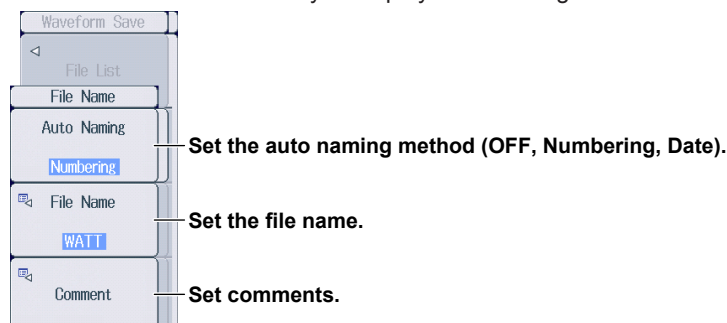 Waveform Save
File List
File Name
Auto Naming
Set the auto naming method (OFF, Numbering, Date).
Numbering
File Name
Set the file name.
WATT
Comment
Set comments.